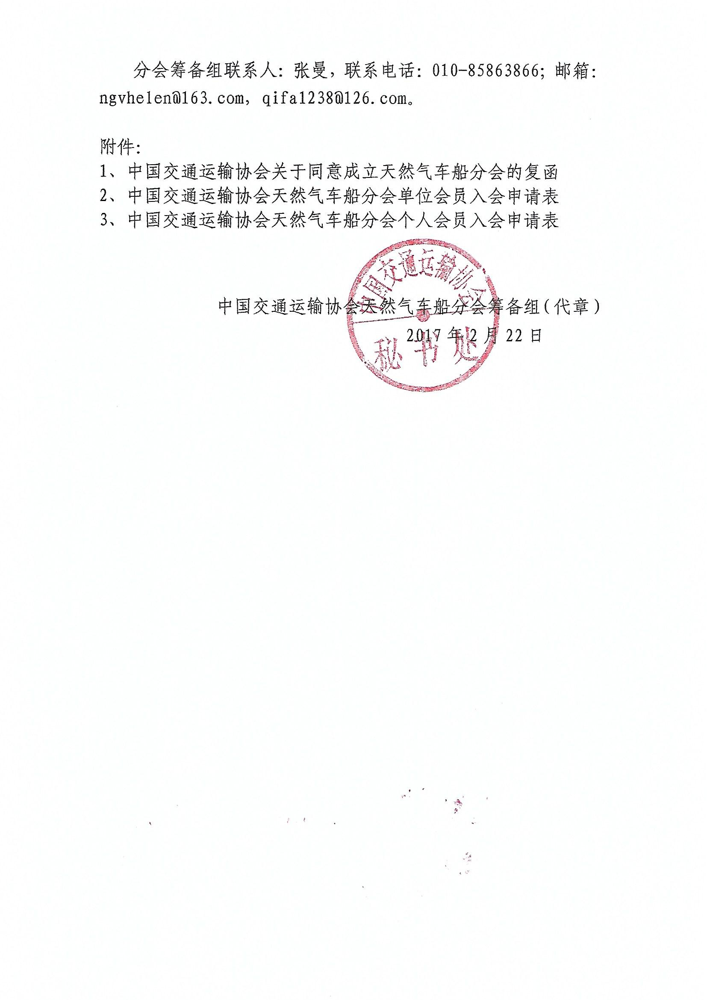 分会筹备组联系人：张曼，联系电话：010-85863866；邮箱：
ngvhelen@163.com，qifa1238@126.com。
附件：
1、中国交通运输协会关于同意成立天然气车船分会的复函
2、中国交通运输协会天然气车船分会单位会员入会申请表
3、中国交通运输协会天然气车船分会个人会员入会申请表
中国交通运输协会
中国交通运输协会天然气车船分会筹备组（代章）
2017年2月22日
秘书处